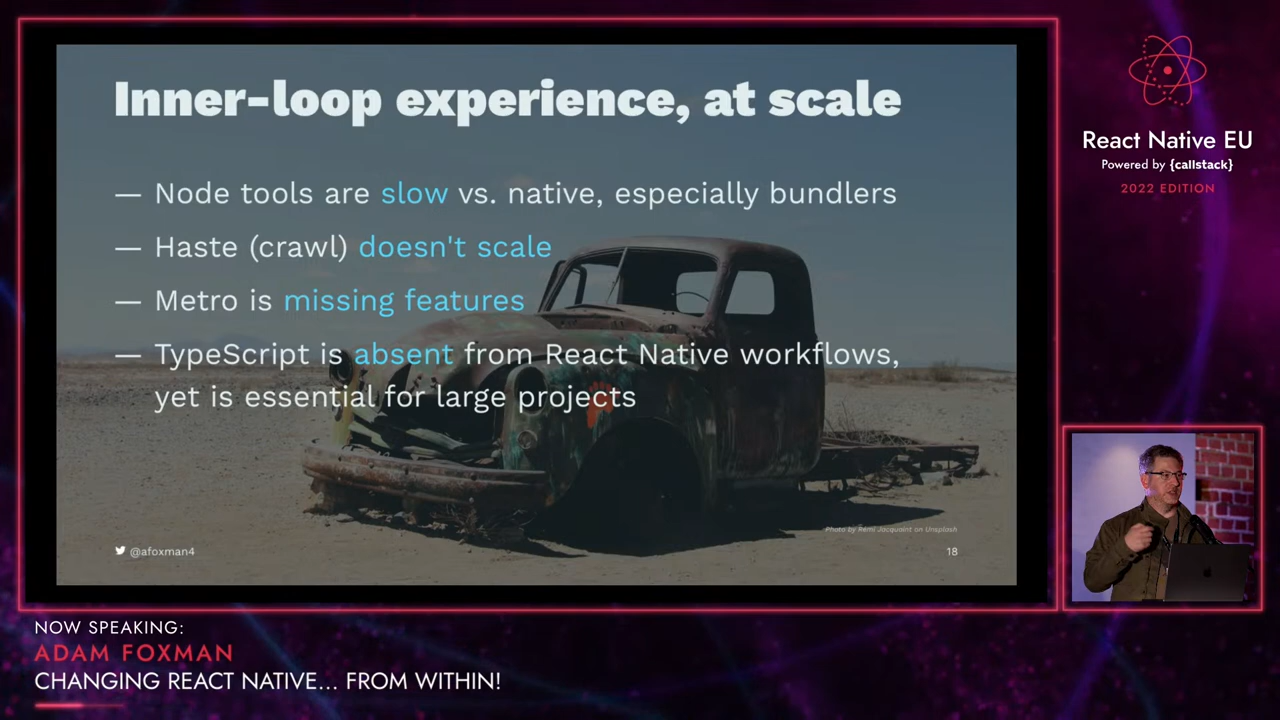 Inner-loop experience, at scale
— Node tools are slow vs. native, especially bundlers
— Haste (crawl) doesn't scale
— Metro is missing features
— TypeScript is absent from React Native workflows,
yet is essential for large projects
Photo by Rémi Jacquaint on Unsplash
@afoxman4
18
React Native EU
Powered by {callstack}
2022 EDITION
NOW SPEAKING:
ADAM FOXMAN
CHANGING REACT NATIVE... FROM WITHIN!